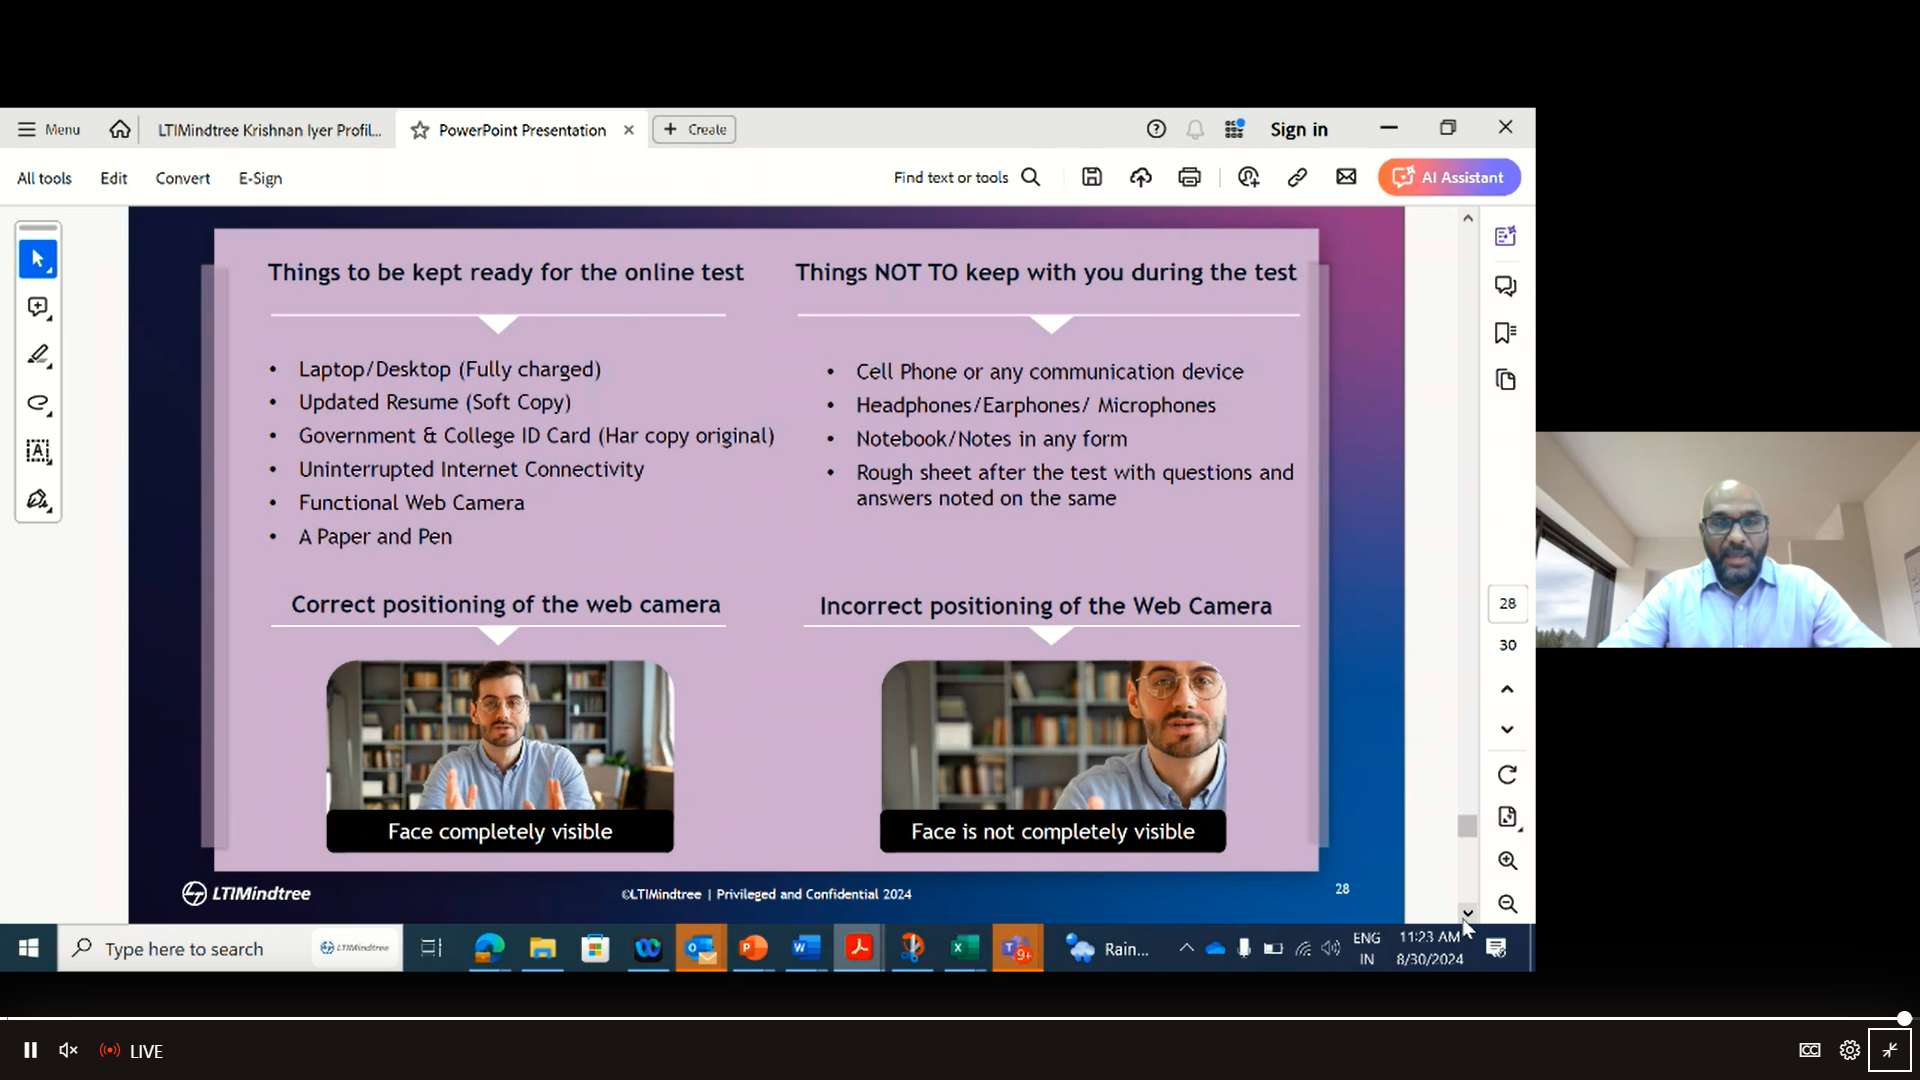 Menu
LTIMindtree Krishnan Iyer Profil...
PowerPoint Presentation
Create
Sign in
All tools
Edit
Convert
E-Sign
Find text or tools
AI Assistant
Things to be kept ready for the online test
Things NOT TO keep with you during the test
• Laptop/Desktop (Fully charged)
• Updated Resume (Soft Copy)
• Government & College ID Card (Har copy original)
• Uninterrupted Internet Connectivity
• Functional Web Camera
• A Paper and Pen
• Cell Phone or any communication device
• Headphones/Earphones/ Microphones
• Notebook/Notes in any form
• Rough sheet after the test with questions and
answers noted on the same
Correct positioning of the web camera
Incorrect positioning of the Web Camera
Face completely visible
Face is not completely visible
28
30
LTIMindtree
©LTIMindtree | Privileged and Confidential 2024
28
Type here to search
LTIMindtree
9+
Rain...
ENG
IN
11:23 AM
8/30/2024
LIVE
CC